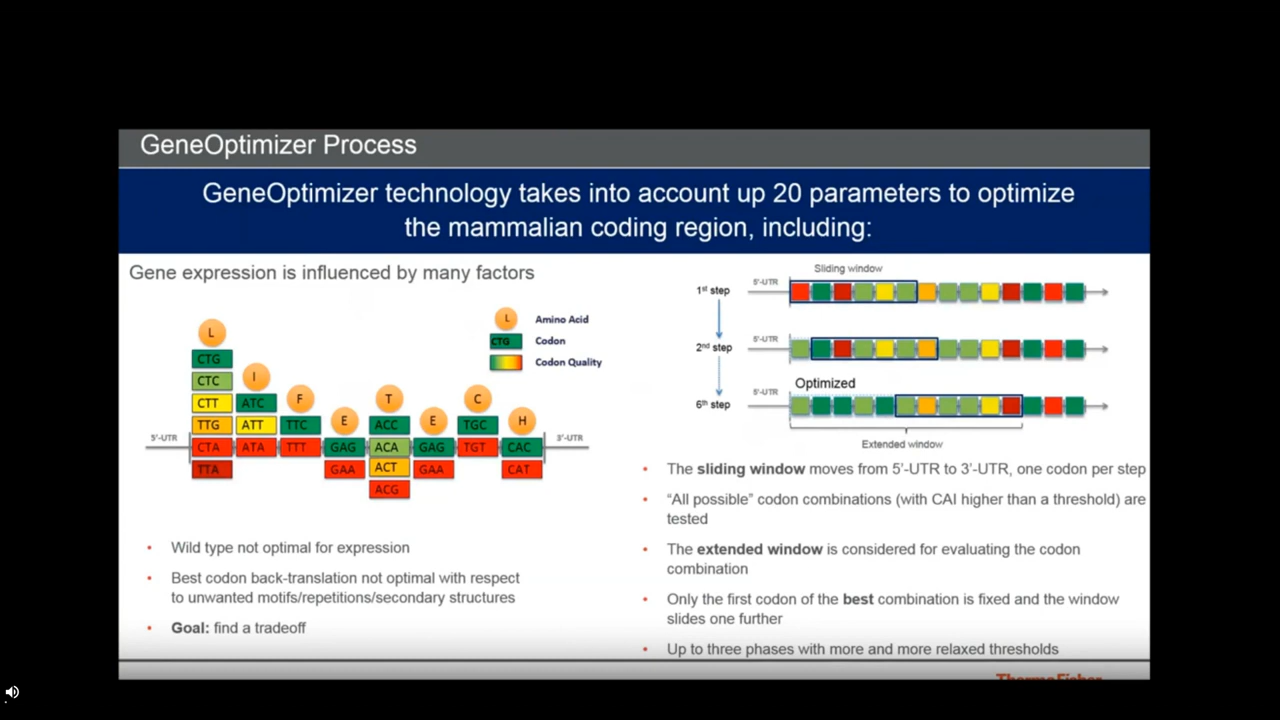 GeneOptimizer Process
GeneOptimizer technology takes into account up 20 parameters to optimize
the mammalian coding region, including:
Gene expression is influenced by many factors
L Amino Acid
CTG Codon
Codon Quality
L
CTG
CTC I
CTT ATC F T C
TTG ATT TTC E ACC E TGC H
5'-UTR CTA ATA TTT GAG ACA GAG TGT CAC 3'-UTR
TTA GAA ACT GAA CAT
ACG
Wild type not optimal for expression
Best codon back-translation not optimal with respect
to unwanted motifs/repetitions/secondary structures
Goal: find a tradeoff
Sliding window
1st step 5'-UTR
2nd step 5'-UTR
Optimized
6th step 5'-UTR
Extended window
The sliding window moves from 5'-UTR to 3'-UTR, one codon per step
"All possible" codon combinations (with CAI higher than a threshold) are
tested
The extended window is considered for evaluating the codon
combination
Only the first codon of the best combination is fixed and the window
slides one further
Up to three phases with more and more relaxed thresholds
ThermoFisher